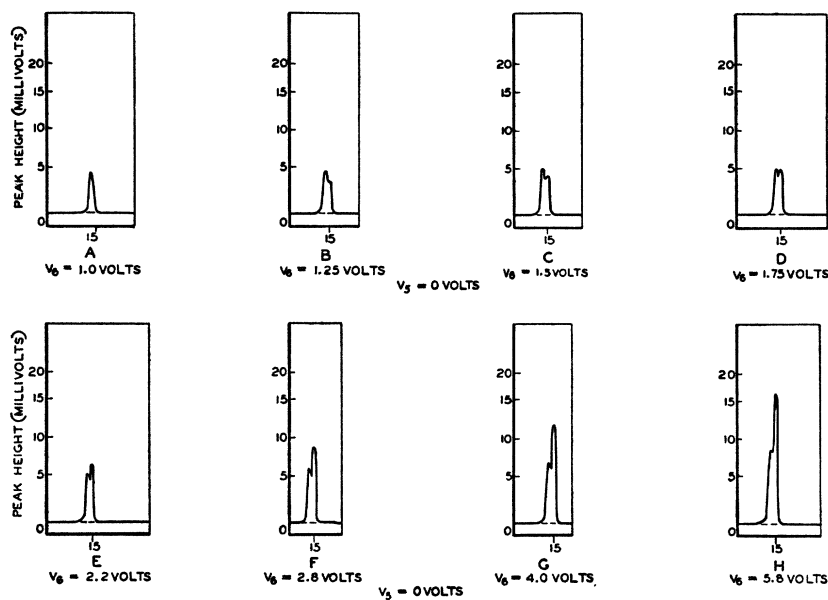 PEAK HEIGHT (MILLIVOLTS)
20
15
10
5
0
15
A
V6 = 1.0 VOLTS
20
15
10
5
0
15
B
V6 = 1.25 VOLTS
20
15
10
5
0
15
C
V6 = 1.5 VOLTS
20
15
10
5
0
15
D
V6 = 1.75 VOLTS
V5 = 0 VOLTS
PEAK HEIGHT (MILLIVOLTS)
20
15
10
5
0
15
E
V6 = 2.2 VOLTS
20
15
10
5
0
15
F
V6 = 2.8 VOLTS
20
15
10
5
0
15
G
V6 = 4.0 VOLTS
20
15
10
5
0
15
H
V6 = 5.8 VOLTS
V5 = 0 VOLTS